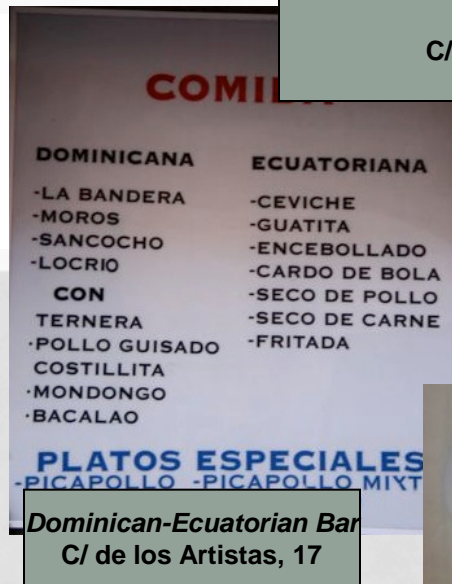 C/
COMIDA
DOMINICANA
-LA BANDERA
-MOROS
-SANCOCHO
-LOCRIO
CON
TERNERA
·POLLO GUISADO
COSTILLITA
·MONDONGO
·BACALAO
ECUATORIANA
-CEVICHE
-GUATITA
-ENCEBOLLADO
-CARDO DE BOLA
-SECO DE POLLO
-SECO DE CARNE
-FRITADA
PLATOS ESPECIALES
-PICAPOLLO -PICAPOLLO MIXT
Dominican-Ecuatorian Bar
C/ de los Artistas, 17